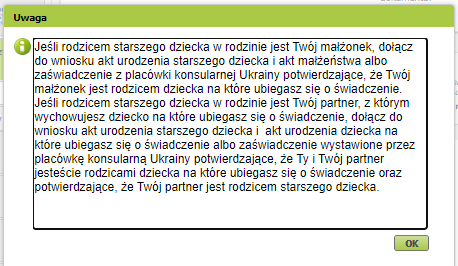 Uwaga
Jeśli rodzicem starszego dziecka w rodzinie jest Twój małżonek, dołącz
do wniosku akt urodzenia starszego dziecka i akt małżeństwa albo
zaświadczenie z placówki konsularnej Ukrainy potwierdzające, że Twój
małżonek jest rodzicem dziecka na które ubiegasz się o świadczenie.
Jeśli rodzicem starszego dziecka w rodzinie jest Twój partner, z którym
wychowujesz dziecko na które ubiegasz się o świadczenie, dołącz do
wniosku akt urodzenia starszego dziecka i  akt urodzenia dziecka na
które ubiegasz się o świadczenie albo zaświadczenie wystawione przez
placówkę konsularną Ukrainy potwierdzające, że Ty i Twój partner
jesteście rodzicami dziecka na które ubiegasz się o świadczenie oraz
potwierdzające, że Twój partner jest rodzicem starszego dziecka.
OK